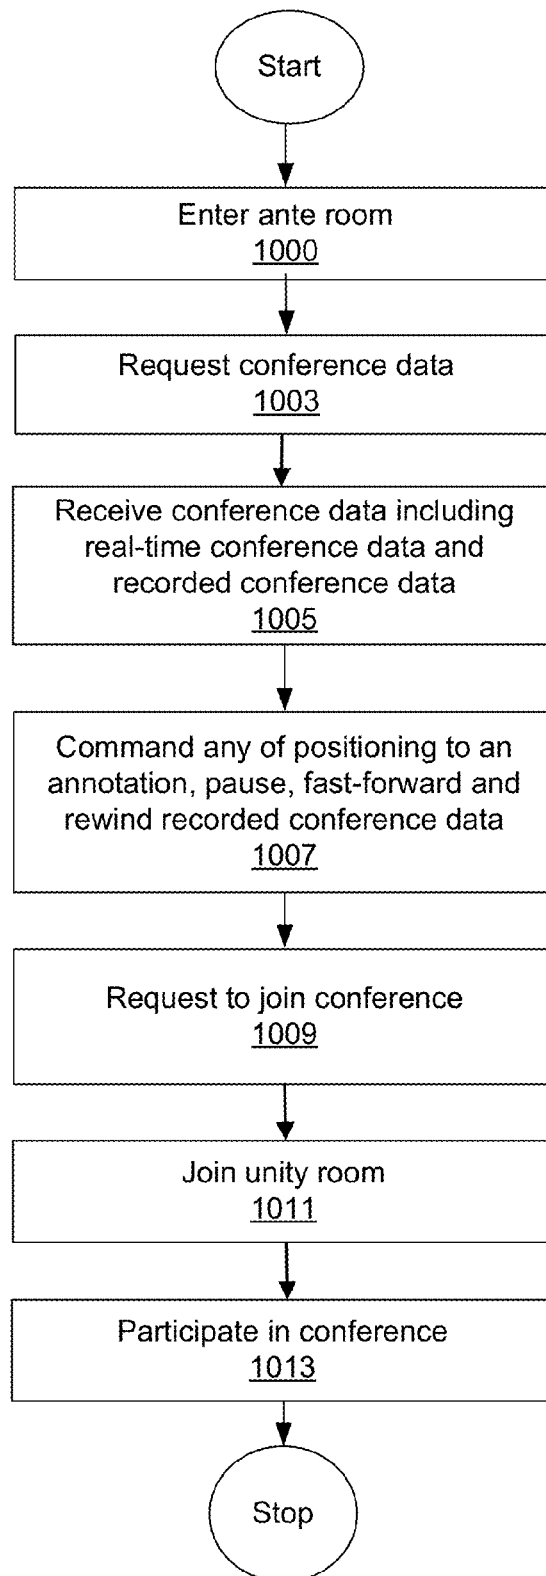 Start
Enter ante room
1000
Request conference data
1003
Receive conference data including
real-time conference data and
recorded conference data
1005
Command any of positioning to an
annotation, pause, fast-forward and
rewind recorded conference data
1007
Request to join conference
1009
Join unity room
1011
Participate in conference
1013
Stop